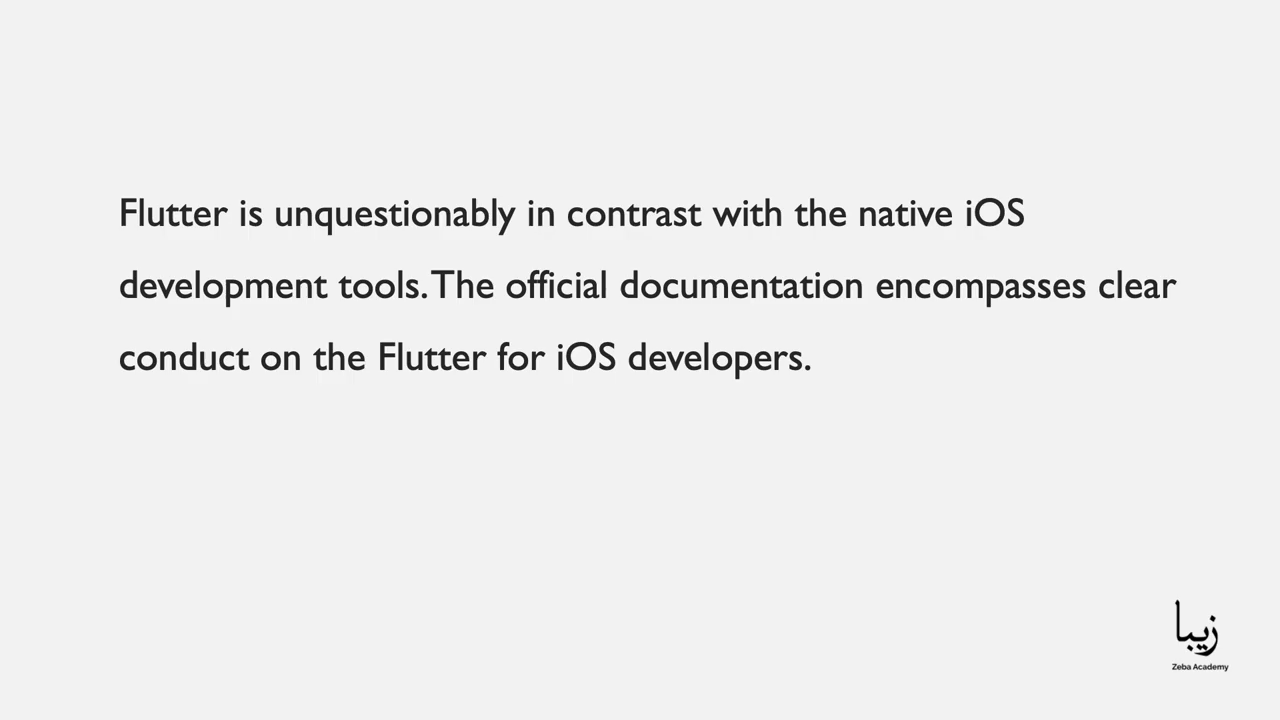 Flutter is unquestionably in contrast with the native iOS
development tools. The official documentation encompasses clear
conduct on the Flutter for iOS developers.
زيبا
Zeba Academy